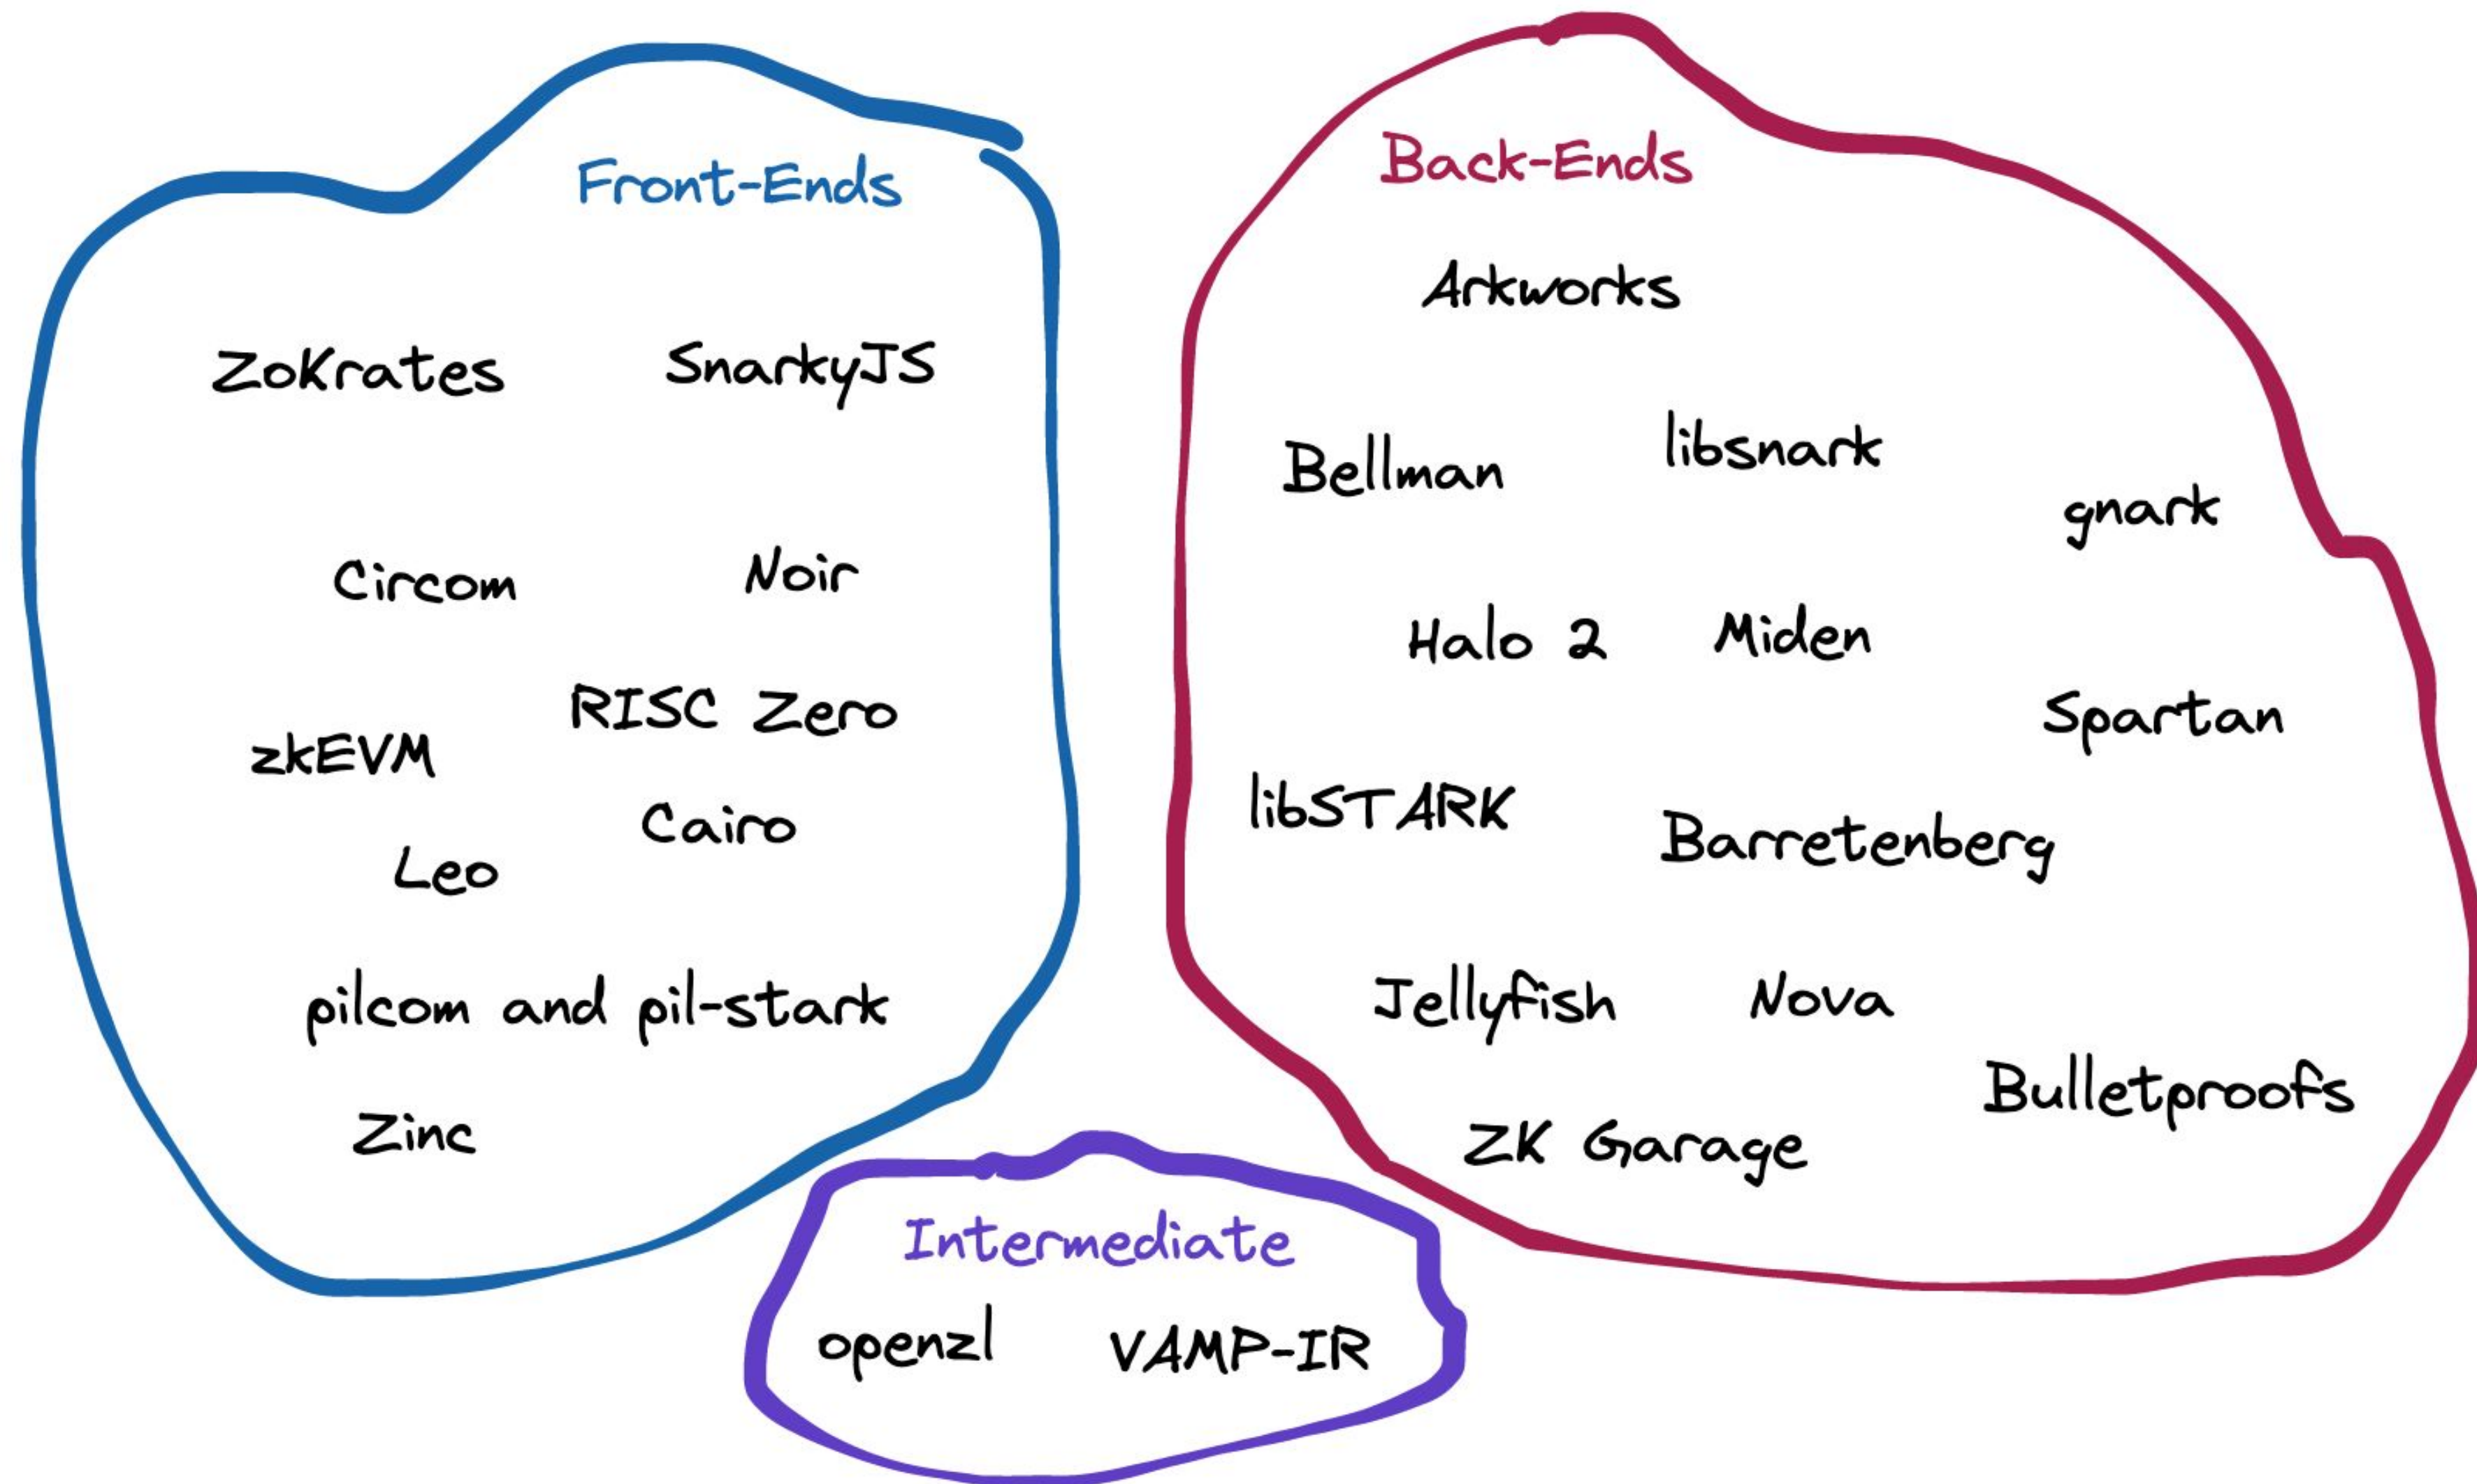 Front-Ends
ZoKrates
SnarkyJS
Circom
Noir
RISC Zero
zkEVM
Cairo
Leo
pilcom and pil-stark
Zinc
Back-Ends
Arkworks
Bellman
libsnark
gnark
Halo 2
Miden
Spartan
libSTARK
Barretenberg
Jellyfish
Nova
Bulletproofs
ZK Garage
Intermediate
openzl
VAMP-IR